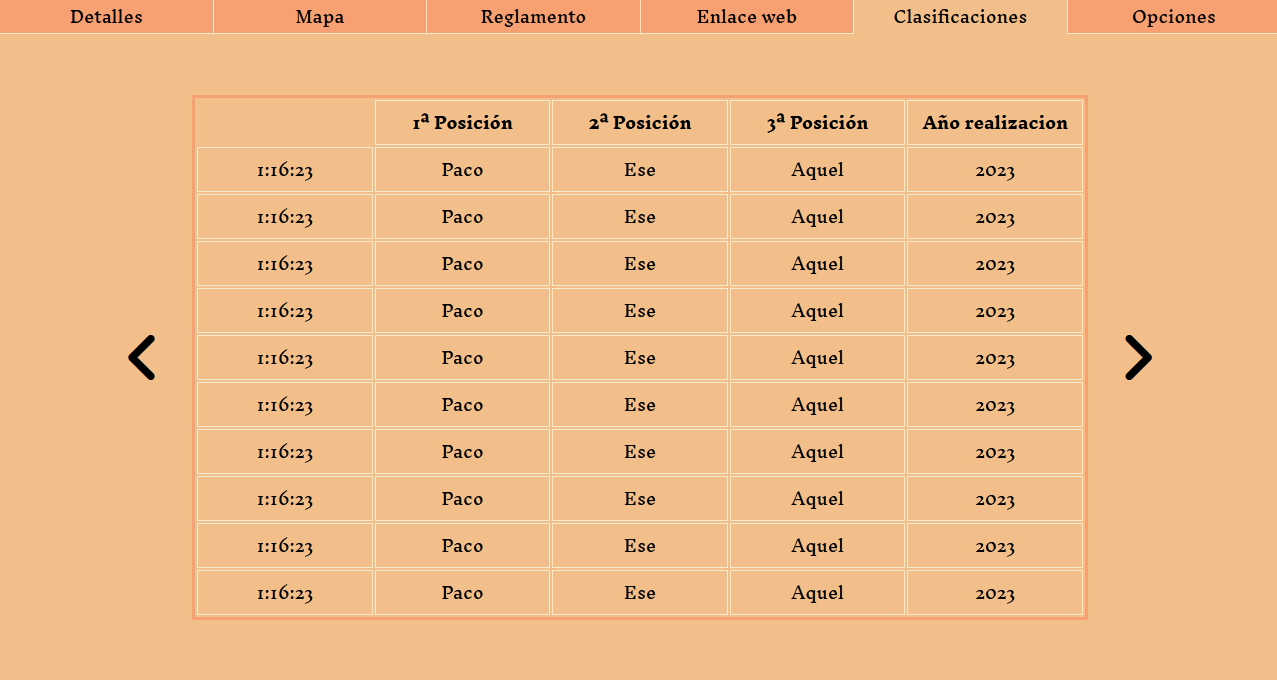 Detalles Mapa Reglamento Enlace web Clasificaciones Opciones
1ª Posición 2ª Posición 3ª Posición Año realizacion
1:16:23 Paco Ese Aquel 2023
1:16:23 Paco Ese Aquel 2023
1:16:23 Paco Ese Aquel 2023
1:16:23 Paco Ese Aquel 2023
1:16:23 Paco Ese Aquel 2023
1:16:23 Paco Ese Aquel 2023
1:16:23 Paco Ese Aquel 2023
1:16:23 Paco Ese Aquel 2023
1:16:23 Paco Ese Aquel 2023
1:16:23 Paco Ese Aquel 2023